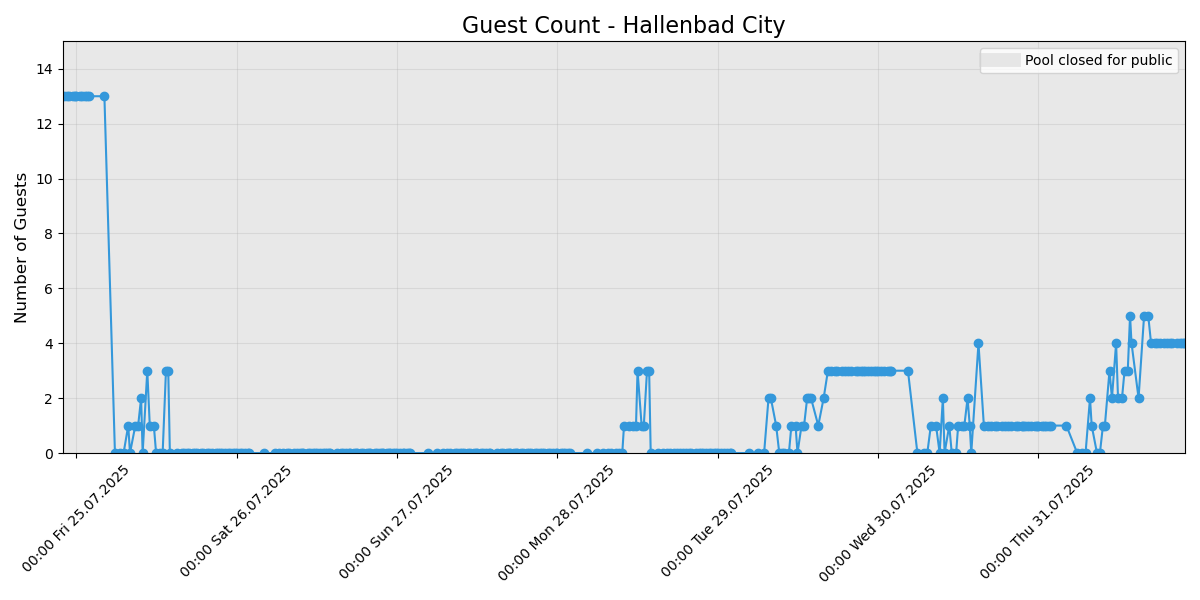 Guest Count - Hallenbad City
Pool closed for public
Number of Guests
14
12
10
8
6
4
2
0
00:00 Fri 25.07.2025
00:00 Sat 26.07.2025
00:00 Sun 27.07.2025
00:00 Mon 28.07.2025
00:00 Tue 29.07.2025
00:00 Wed 30.07.2025
00:00 Thu 31.07.2025